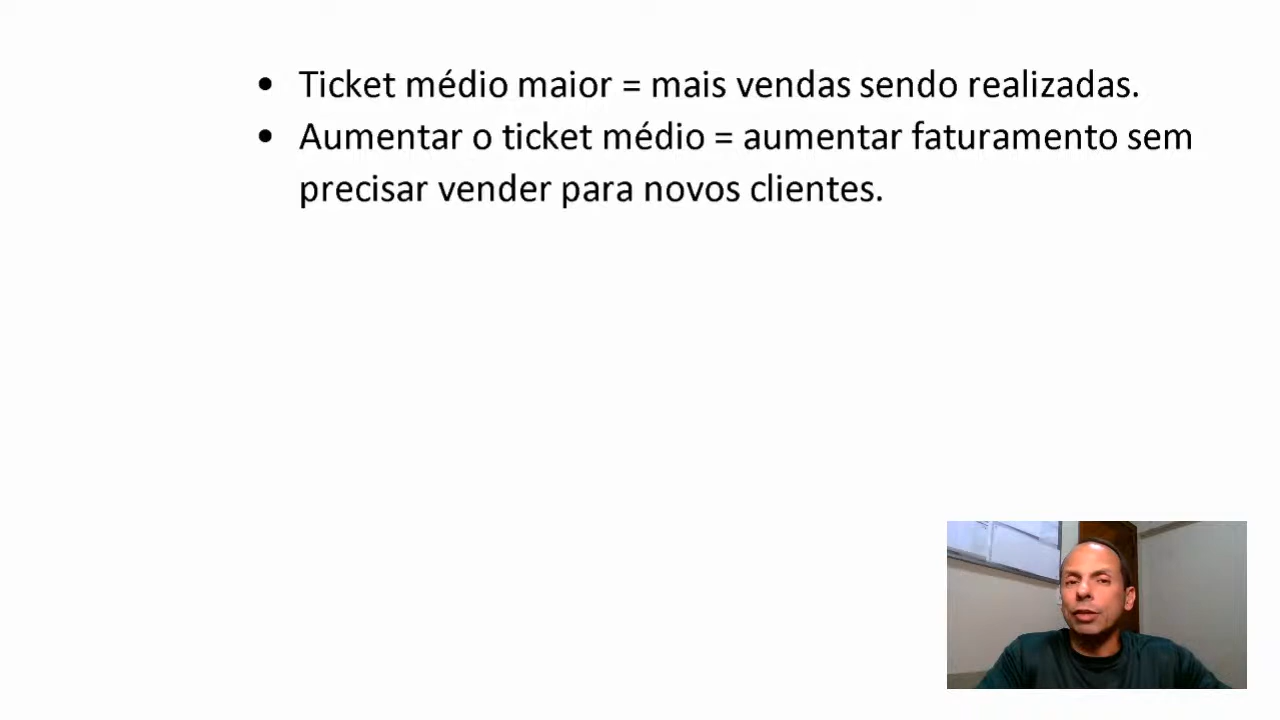 • Ticket médio maior = mais vendas sendo realizadas.
• Aumentar o ticket médio = aumentar faturamento sem
precisar vender para novos clientes.